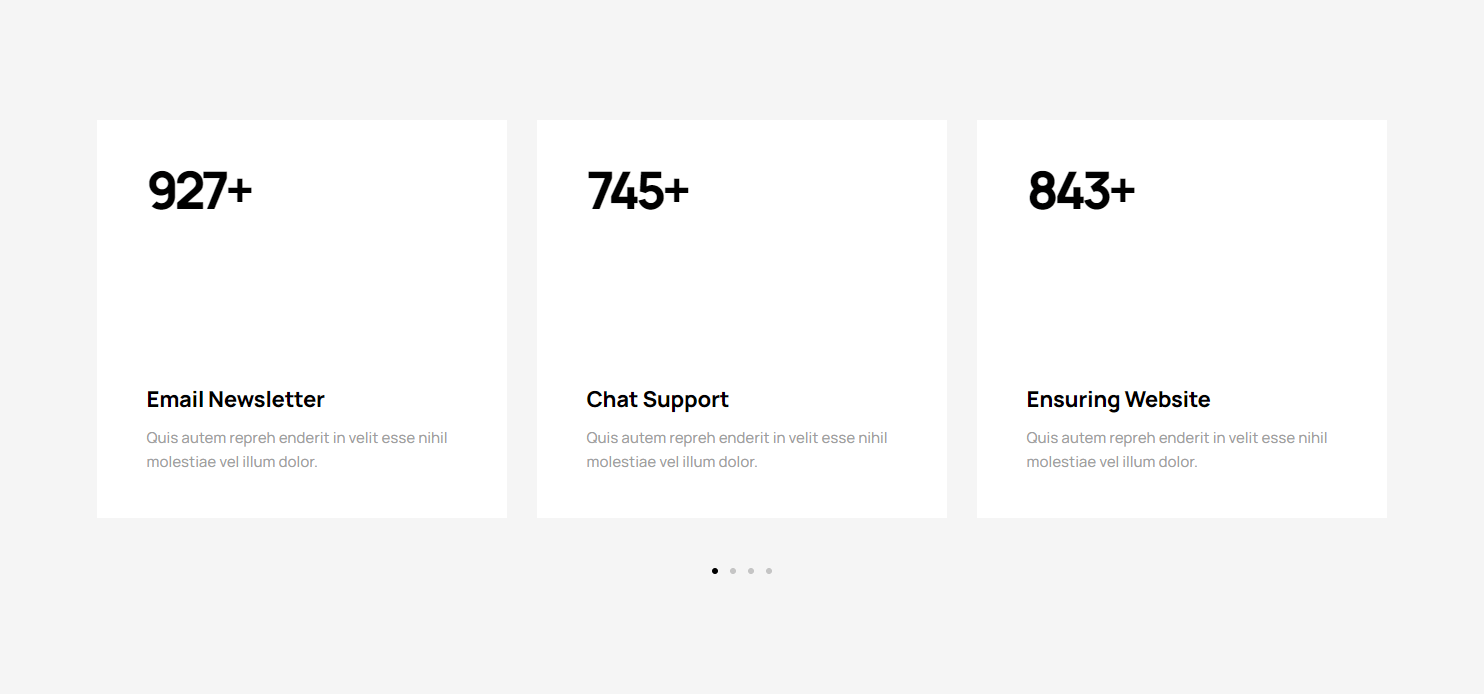 927+
Email Newsletter
Quis autem repreh enderit in velit esse nihil
molestiae vel illum dolor.
745+
Chat Support
Quis autem repreh enderit in velit esse nihil
molestiae vel illum dolor.
843+
Ensuring Website
Quis autem repreh enderit in velit esse nihil
molestiae vel illum dolor.